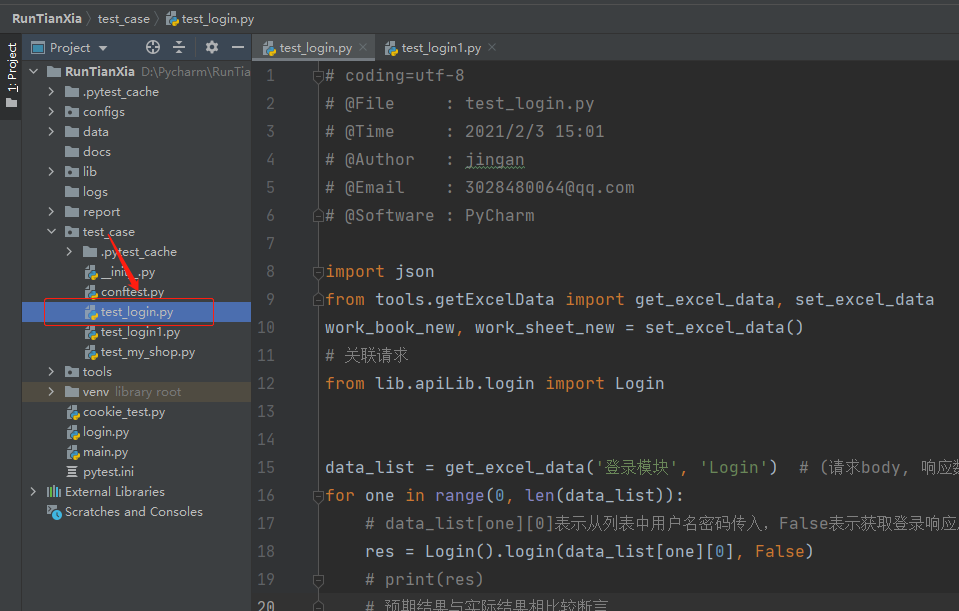 RunTianXia test_case test_login.py
1: Project
Project
RunTianXia D:\Pycharm\RunTia
.pytest_cache
configs
data
docs
lib
logs
report
test_case
.pytest_cache
__init__.py
conftest.py
test_login.py
test_login1.py
test_my_shop.py
tools
venv library root
cookie_test.py
login.py
main.py
pytest.ini
External Libraries
Scratches and Consoles
test_login.py test_login1.py
1 # coding=utf-8
2 # @File : test_login.py
3 # @Time : 2021/2/3 15:01
4 # @Author : jingan
5 # @Email : 3028480064@qq.com
6 # @Software : PyCharm
7
8 import json
9 from tools.getExcelData import get_excel_data, set_excel_data
10 work_book_new, work_sheet_new = set_excel_data()
11 # 关联请求
12 from lib.apiLib.login import Login
13
14
15 data_list = get_excel_data('登录模块', 'Login') # (请求body, 响应数
16 for one in range(0, len(data_list)):
17 # data_list[one][0]表示从列表中用户名密码传入，False表示获取登录响应
18 res = Login().login(data_list[one][0], False)
19 # print(res)
20 # 预期结果与实际结果相比较断言